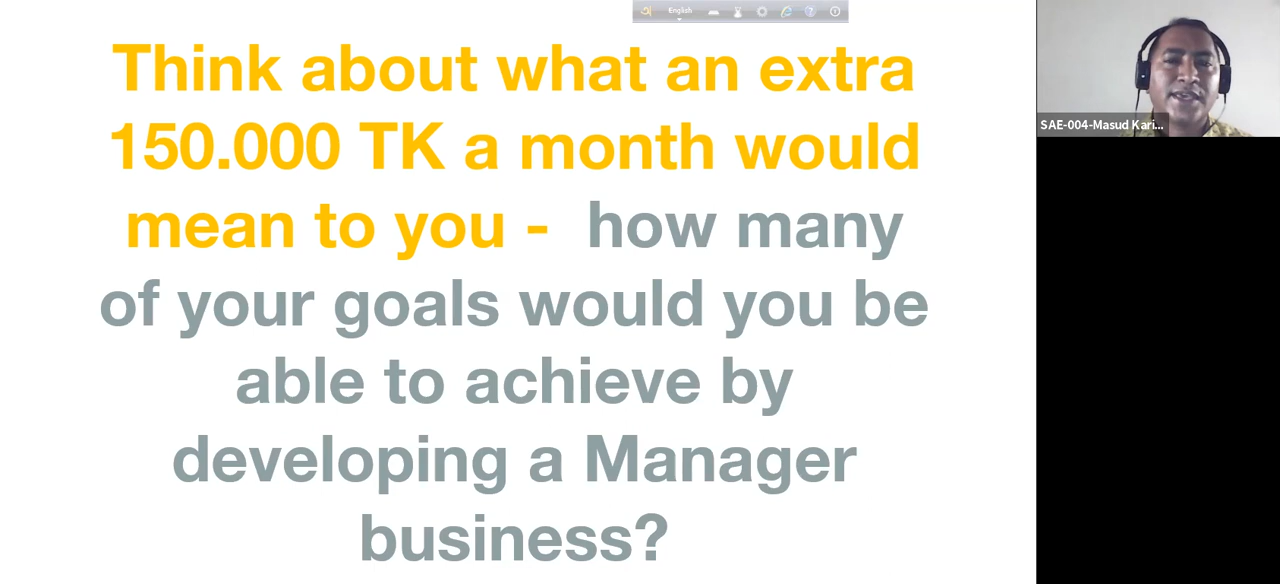 English
Think about what an extra
150.000 TK a month would
mean to you - how many
of your goals would you be
able to achieve by
developing a Manager
business?
SAE-004-Masud Kari...